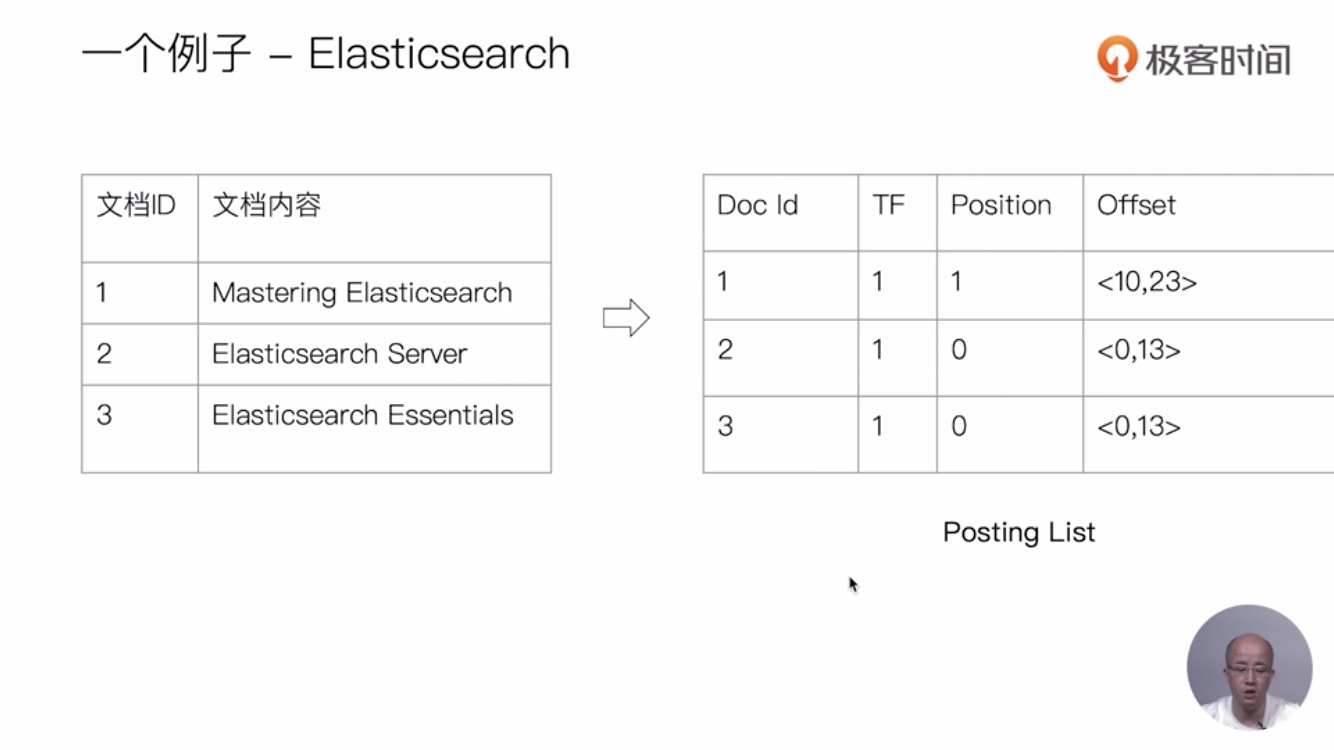 一个例子 – Elasticsearch
极客时间
文档ID 文档内容
1 Mastering Elasticsearch
2 Elasticsearch Server
3 Elasticsearch Essentials
Doc Id TF Position Offset
1 1 1 <10,23>
2 1 0 <0,13>
3 1 0 <0,13>
Posting List